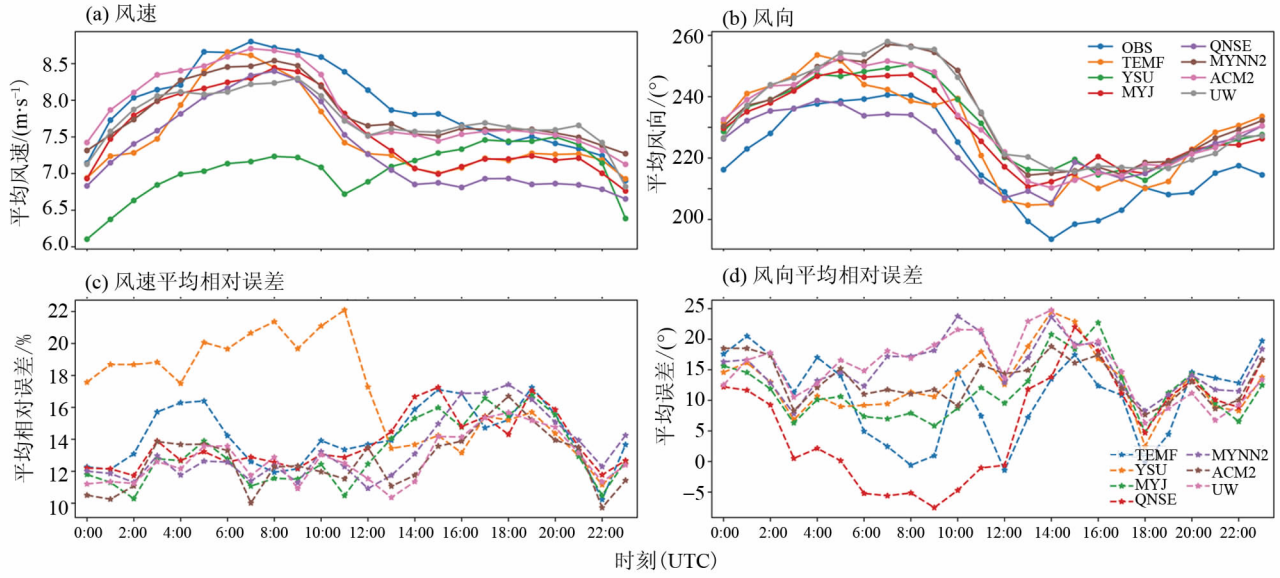 (a) 风速
平均风速/(m·s⁻¹)
8.5
8.0
7.5
7.0
6.5
6.0
(b) 风向
平均风向/(°)
260
240
220
200
OBS
TEMF
YSU
MYJ
QNSE
MYNN2
ACM2
UW
(c) 风速平均相对误差
平均相对误差/%
22
20
18
16
14
12
10
0:00 2:00 4:00 6:00 8:00 10:00 12:00 14:00 16:00 18:00 20:00 22:00
(d) 风向平均相对误差
平均误差/(°)
25
20
15
10
5
0
−5
TEMF
YSU
MYJ
QNSE
MYNN2
ACM2
UW
0:00 2:00 4:00 6:00 8:00 10:00 12:00 14:00 16:00 18:00 20:00 22:00
时刻(UTC)